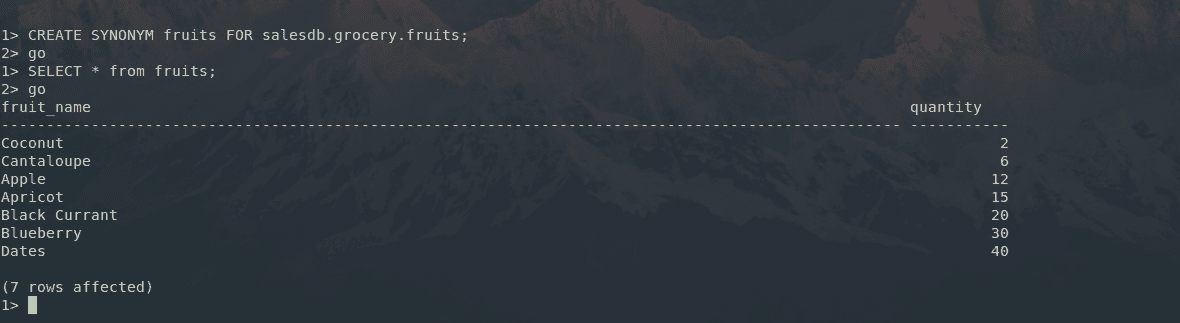 1> CREATE SYNONYM fruits FOR salesdb.grocery.fruits;
2> go
1> SELECT * from fruits;
2> go
fruit_name quantity
---------------------------------------------------------------------------------------------------- -----------
Coconut 2
Cantaloupe 6
Apple 12
Apricot 15
Black Currant 20
Blueberry 30
Dates 40
(7 rows affected)
1>